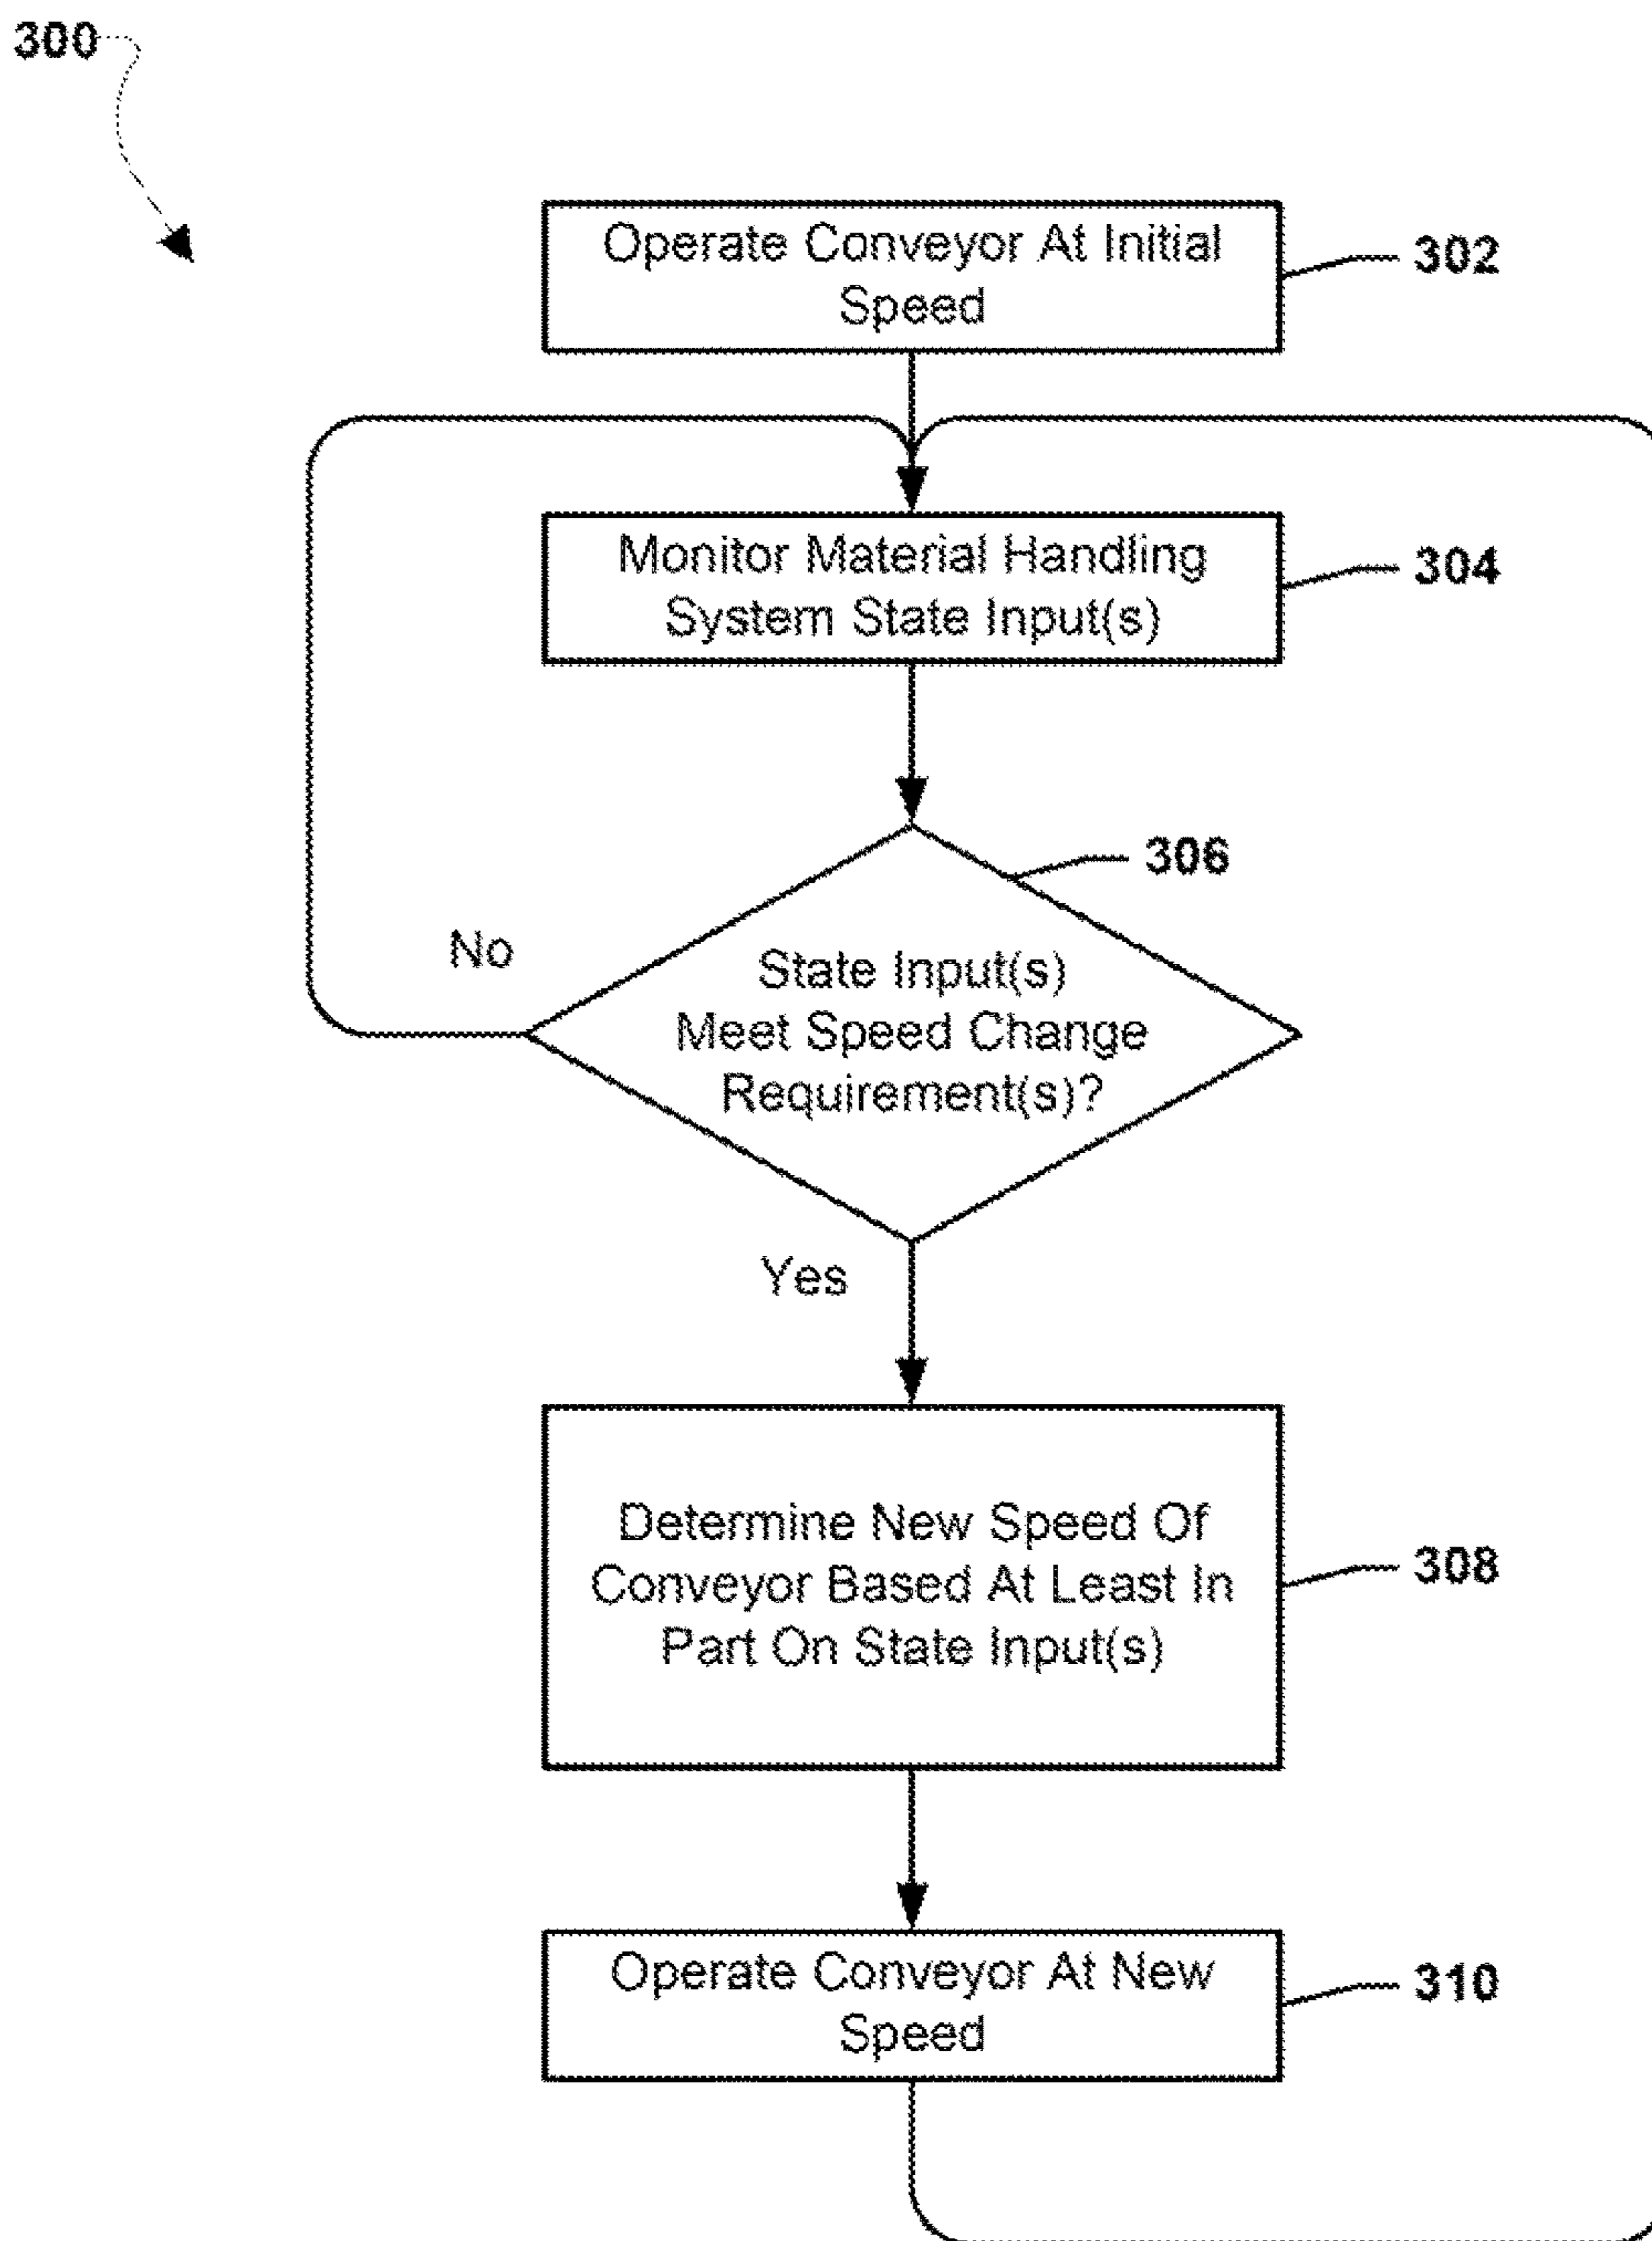 300
Operate Conveyor At Initial
Speed
302
Monitor Material Handling
System State Input(s)
304
306
No
State Input(s)
Meet Speed Change
Requirement(s)?
Yes
Determine New Speed Of
Conveyor Based At Least In
Part On State Input(s)
308
Operate Conveyor At New
Speed
310